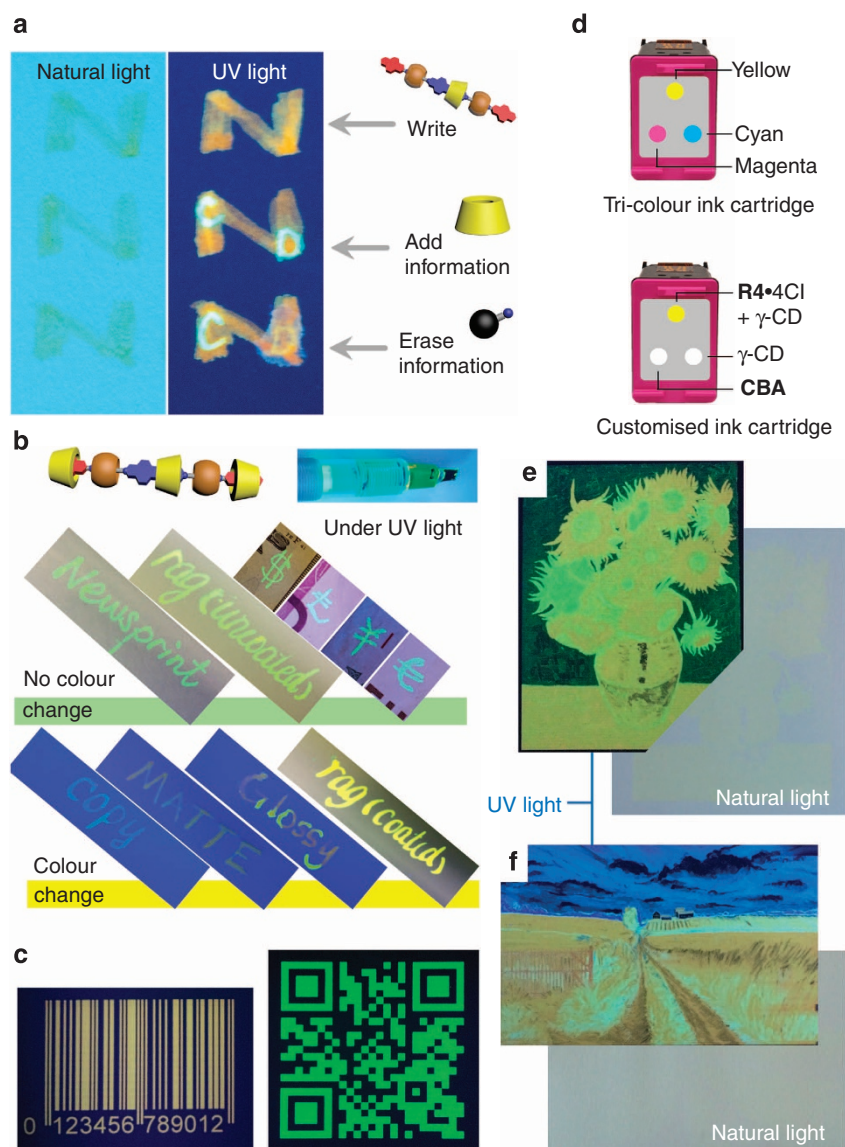 a
Natural light
UV light
Write
Add
information
Erase
information
b
Under UV light
Newsprint
rag (uncoated)
$
£
¥
€
No colour
change
copy
MATTE
Glossy
rag (coated)
Colour
change
c
0 123456 789012
d
Yellow
Cyan
Magenta
Tri-colour ink cartridge
R4•4Cl
+ γ-CD
γ-CD
CBA
Customised ink cartridge
e
Natural light
UV light
f
Natural light